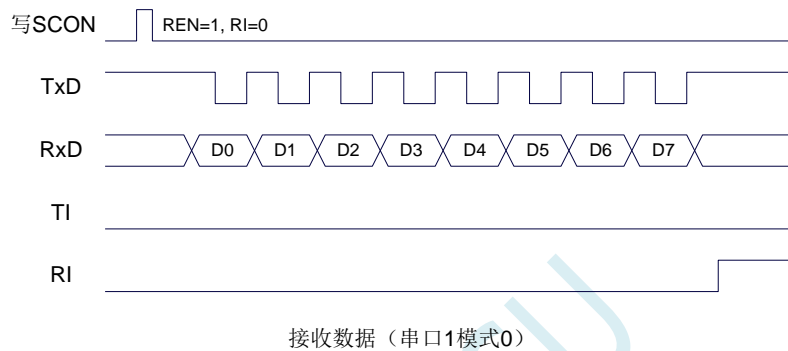 写SCON REN=1, RI=0
TxD
RxD D0 D1 D2 D3 D4 D5 D6 D7
TI
RI
接收数据（串口1模式0）